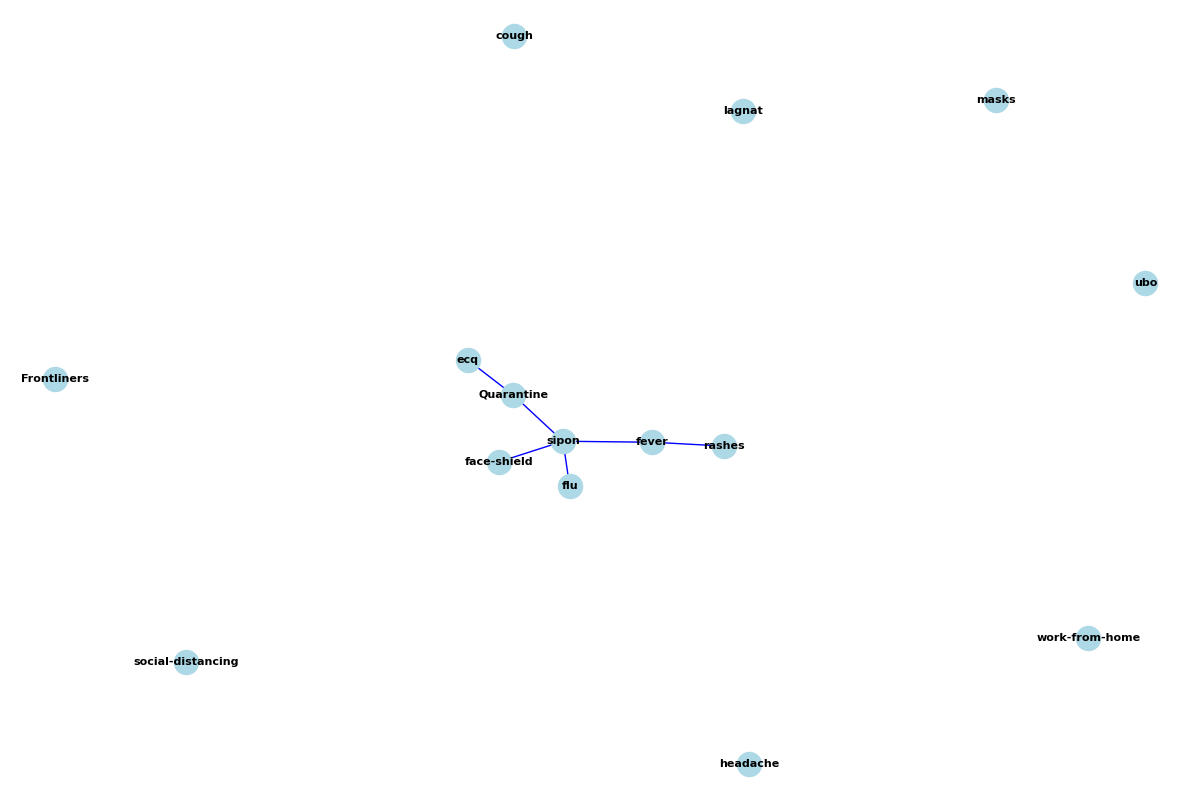 cough
masks
lagnat
ubo
ecq
Frontliners
Quarantine
sipon
fever
rashes
face-shield
flu
work-from-home
social-distancing
headache